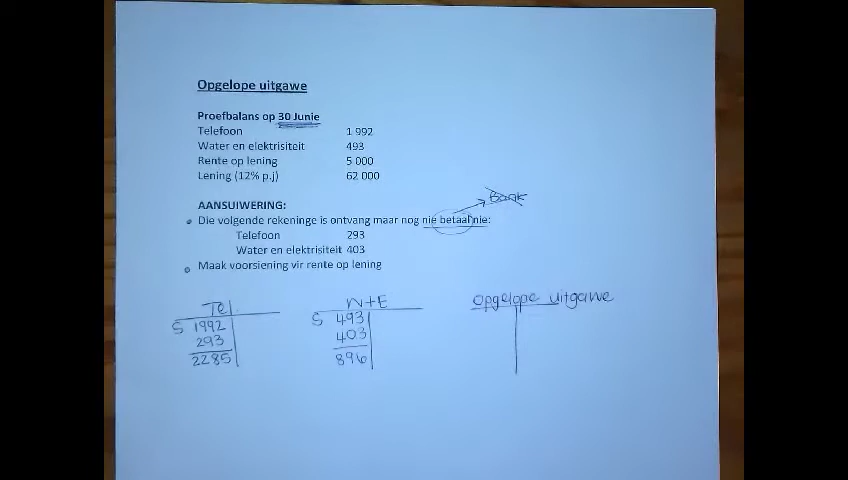 Opgelope uitgawe
Proefbalans op 30 Junie
Telefoon 1 992
Water en elektrisiteit 493
Rente op lening 5 000
Lening (12% p.j) 62 000
AANSUIWERING:
Bank
Die volgende rekeninge is ontvang maar nog nie betaal nie:
Telefoon 293
Water en elektrisiteit 403
Maak voorsiening vir rente op lening
Tel W+E Opgelope uitgawe
S 1992 S 493
293 403
2285 896